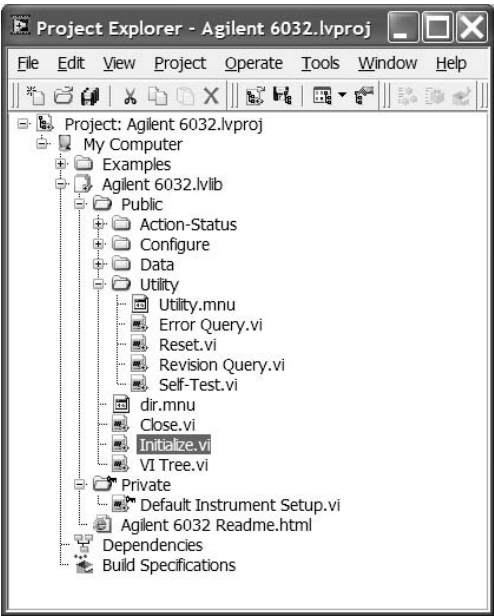 Project Explorer - Agilent 6032.lvproj
File Edit View Project Operate Tools Window Help
Project: Agilent 6032.lvproj
My Computer
Examples
Agilent 6032.lvlib
Public
Action-Status
Configure
Data
Utility
Utility.mnu
Error Query.vi
Reset.vi
Revision Query.vi
Self-Test.vi
dir.mnu
Close.vi
Initialize.vi
VI Tree.vi
Private
Default Instrument Setup.vi
Agilent 6032 Readme.html
Dependencies
Build Specifications